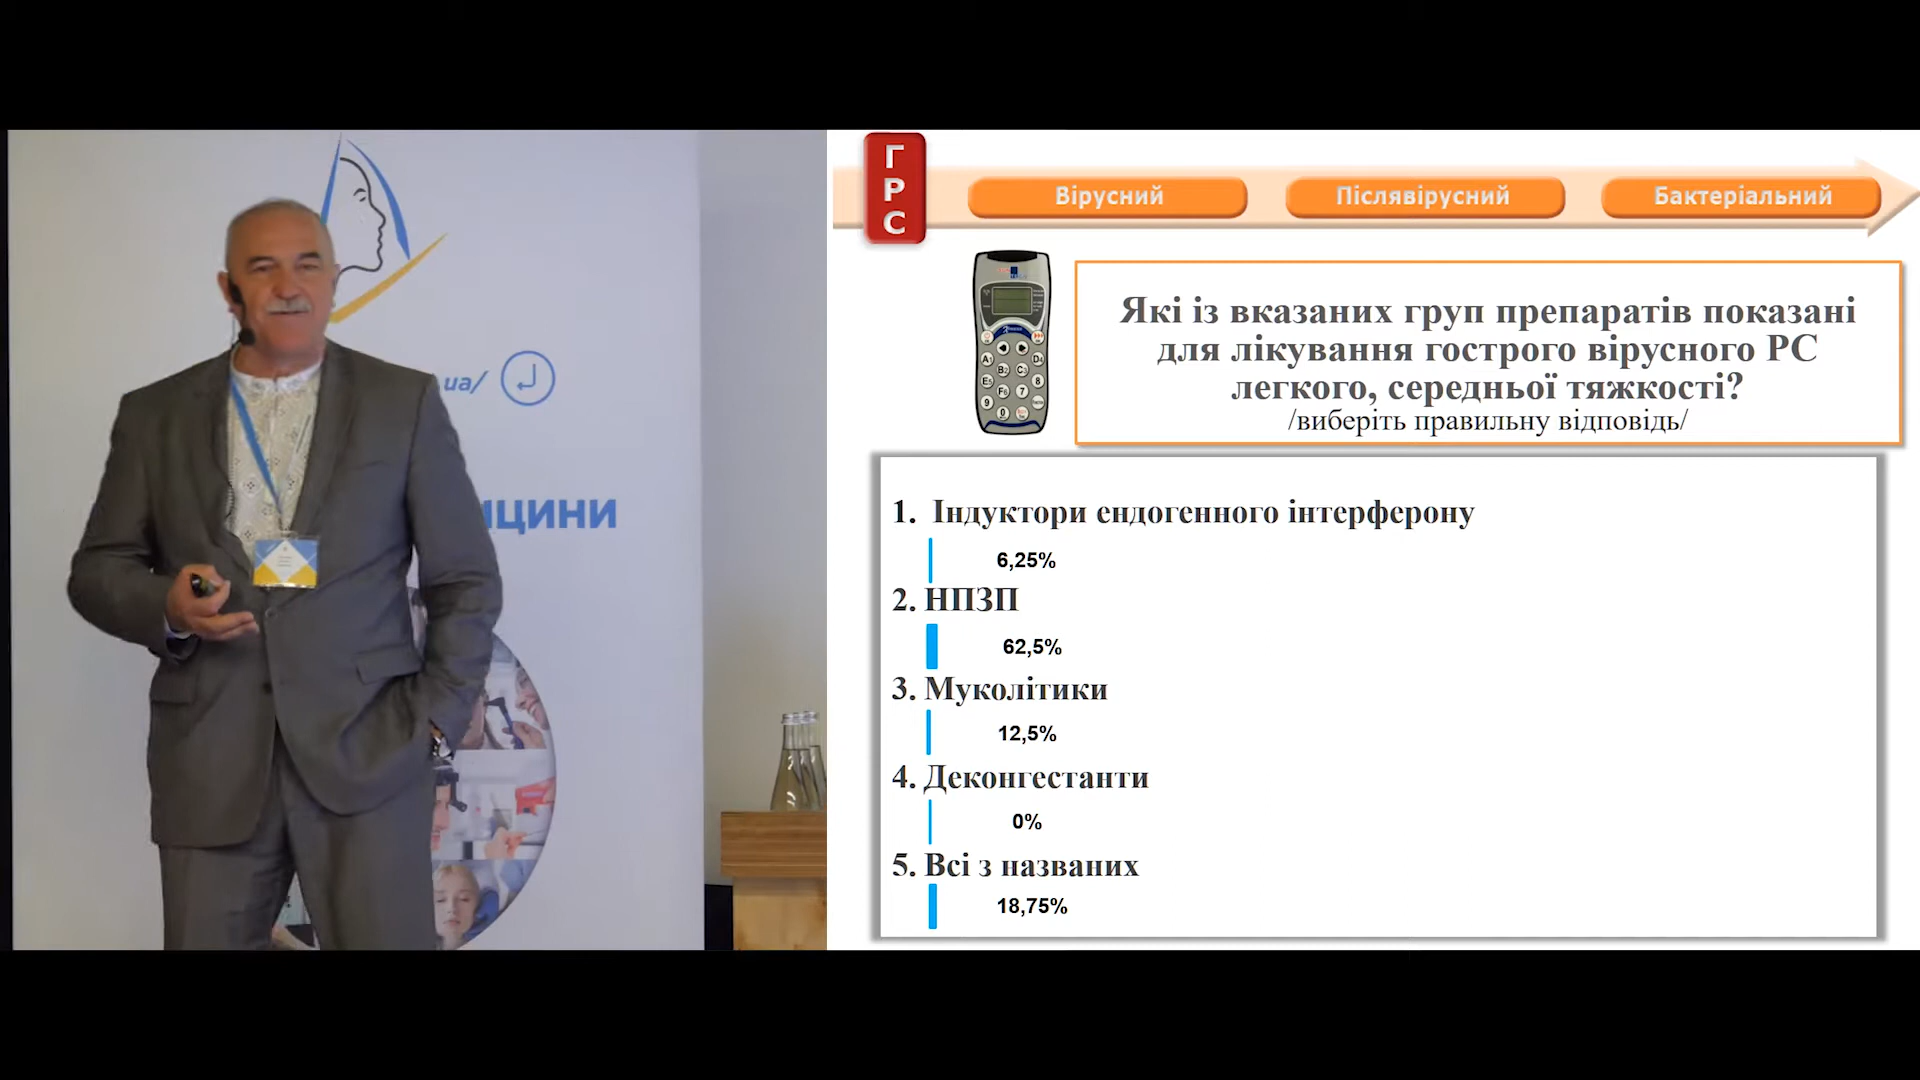 ua/
ицини
Г
Р
С
Вірусний
Післявірусний
Бактеріальний
Які із вказаних груп препаратів показані
для лікування гострого вірусного РС
легкого, середньої тяжкості?
/виберіть правильну відповідь/
1. Індуктори ендогенного інтерферону
6,25%
2. НПЗП
62,5%
3. Муколітики
12,5%
4. Деконгестанти
0%
5. Всі з названих
18,75%